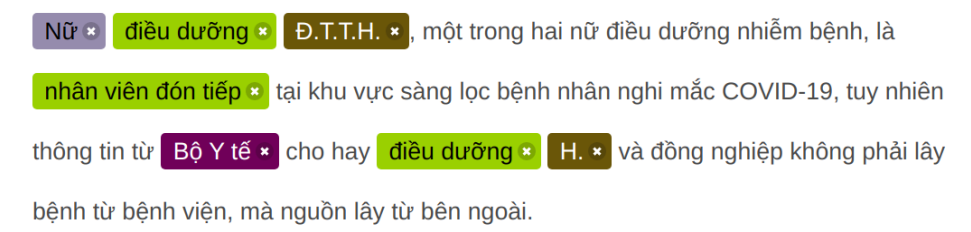 Nữ điều dưỡng Đ.T.T.H. , một trong hai nữ điều dưỡng nhiễm bệnh, là
nhân viên đón tiếp tại khu vực sàng lọc bệnh nhân nghi mắc COVID-19, tuy nhiên
thông tin từ Bộ Y tế cho hay điều dưỡng H. và đồng nghiệp không phải lây
bệnh từ bệnh viện, mà nguồn lây từ bên ngoài.